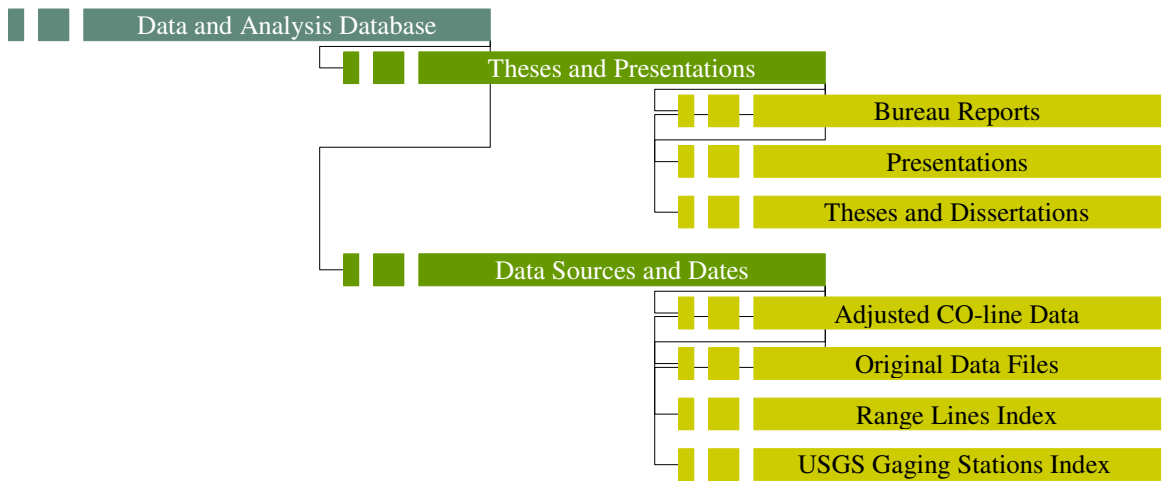 Data and Analysis Database
Theses and Presentations
Bureau Reports
Presentations
Theses and Dissertations
Data Sources and Dates
Adjusted CO-line Data
Original Data Files
Range Lines Index
USGS Gaging Stations Index